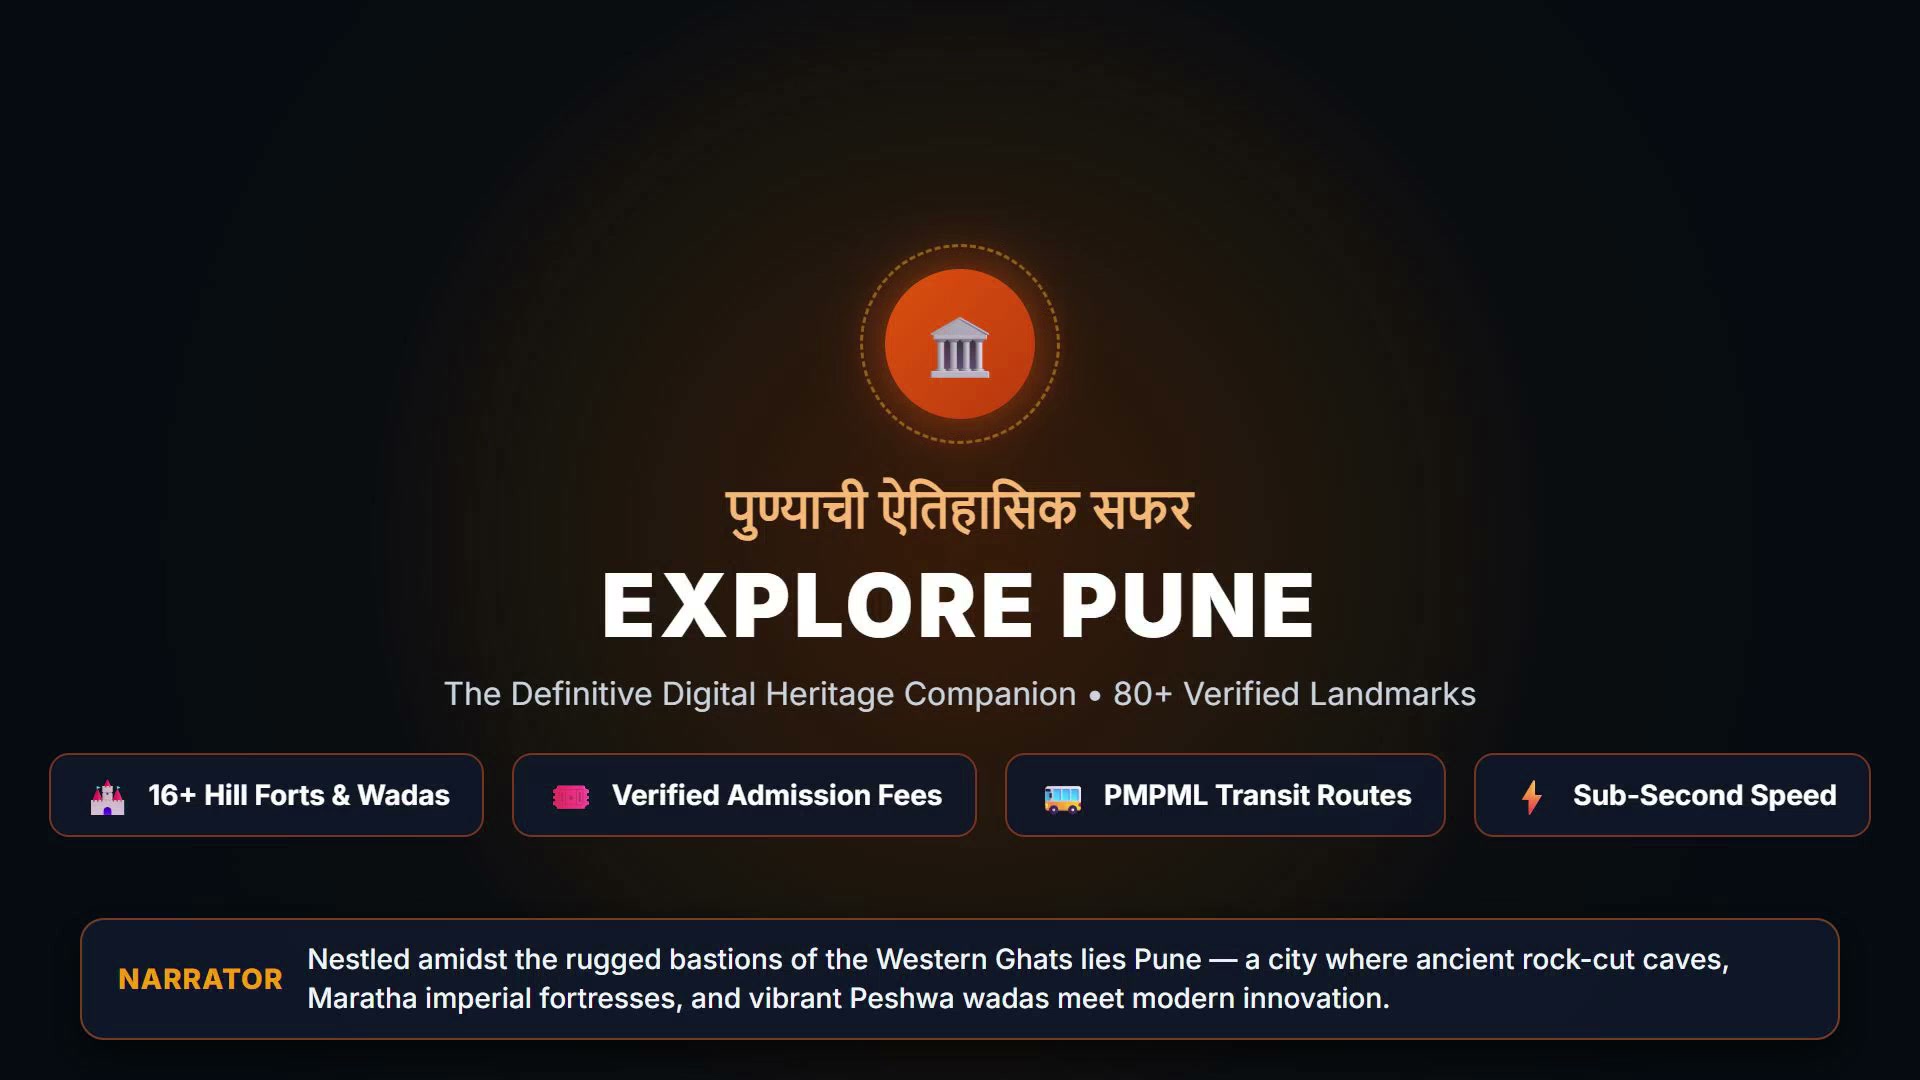 पुण्याची ऐतिहासिक सफर
EXPLORE PUNE
The Definitive Digital Heritage Companion • 80+ Verified Landmarks
16+ Hill Forts & Wadas
Verified Admission Fees
PMPML Transit Routes
Sub-Second Speed
NARRATOR
Nestled amidst the rugged bastions of the Western Ghats lies Pune — a city where ancient rock-cut caves,
Maratha imperial fortresses, and vibrant Peshwa wadas meet modern innovation.